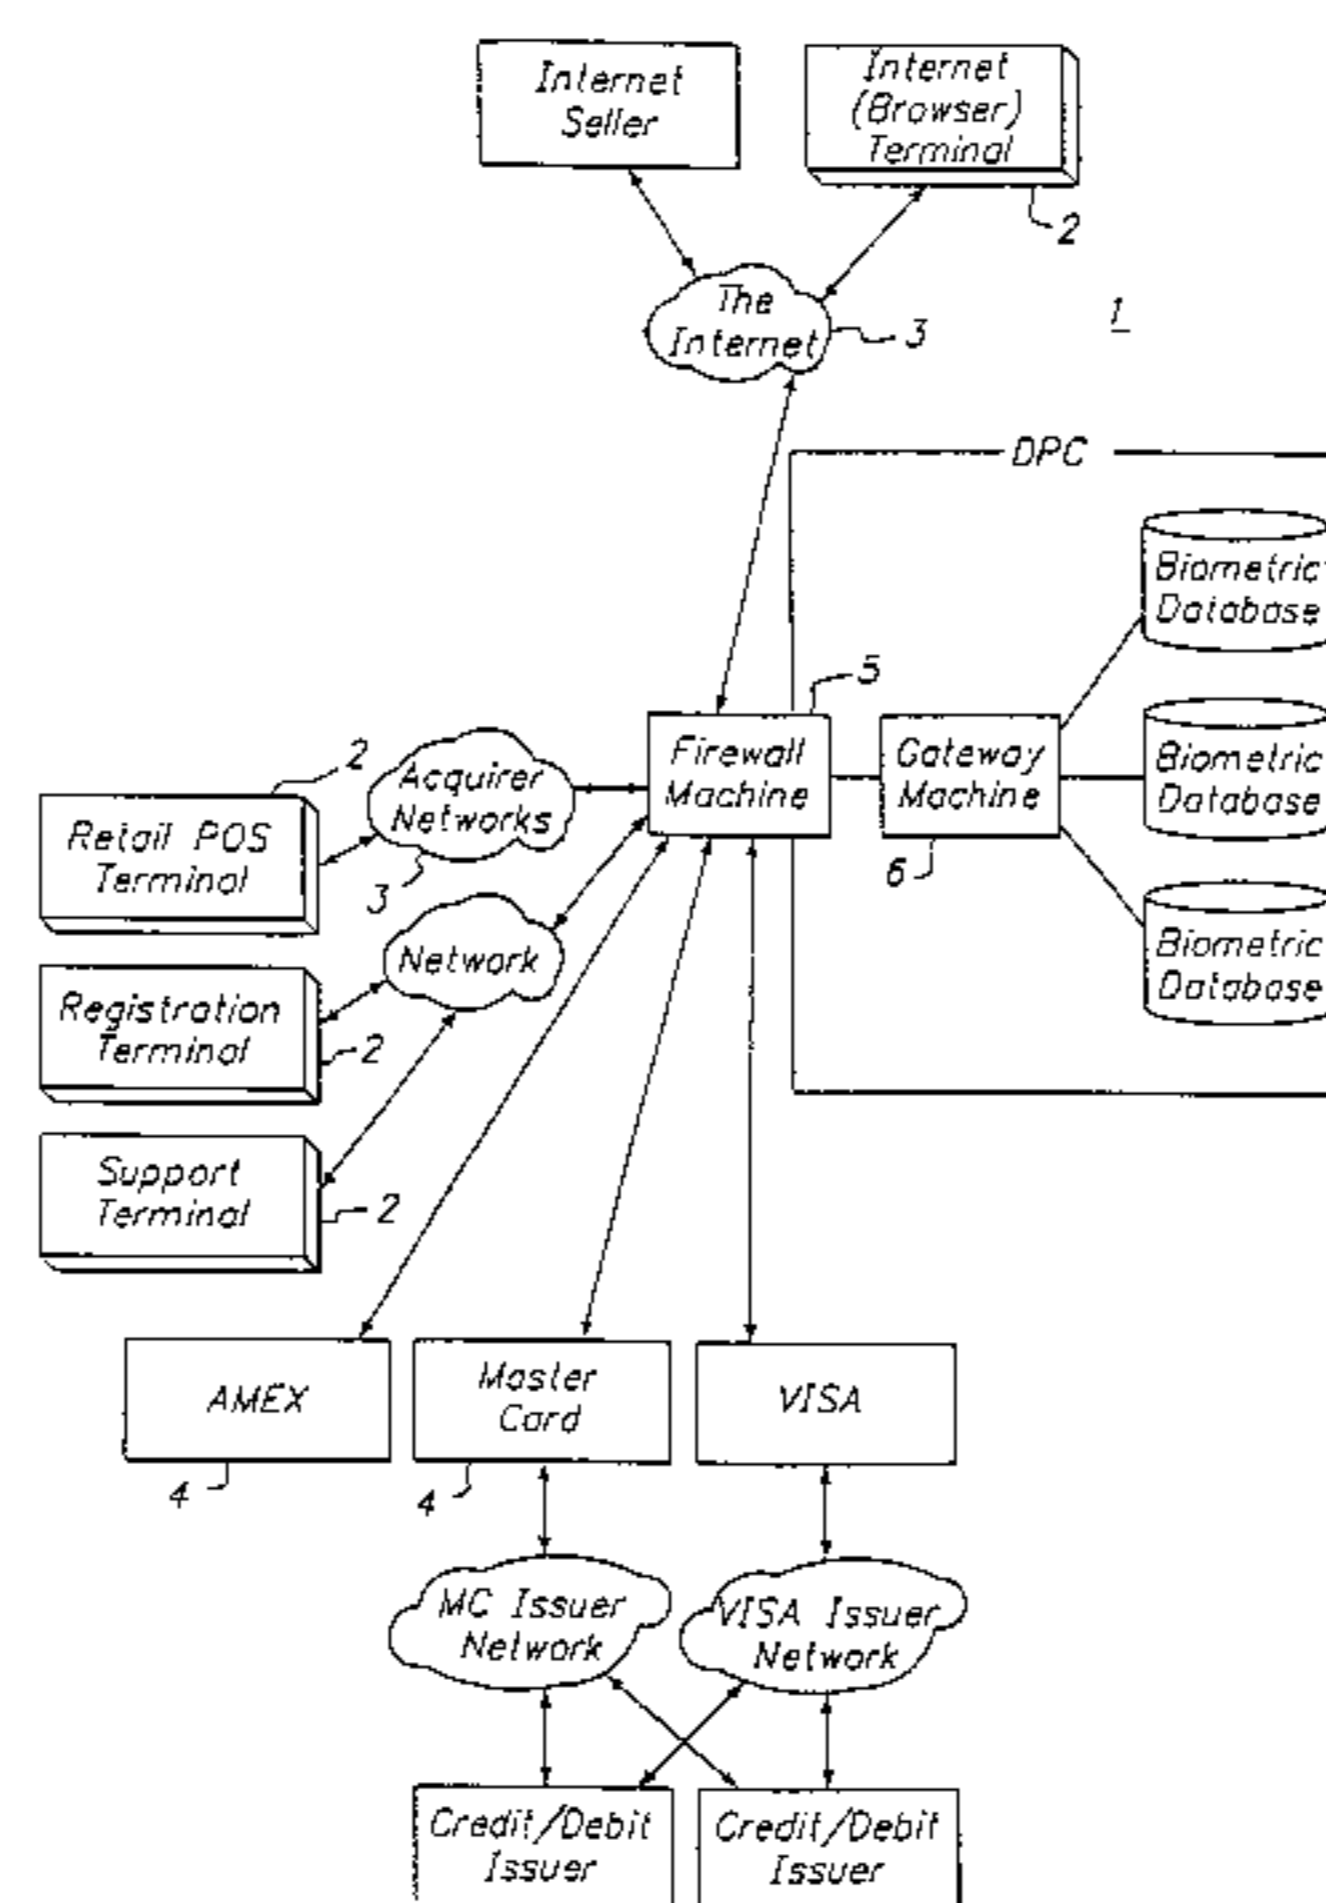 Internet
Seller
Internet
(Browser)
Terminal
2
The
Internet
3
1
DPC
Biometric
Database
5
Firewall
Machine
Gateway
Machine
6
Biometric
Database
Biometric
Database
2
Acquirer
Networks
3
Retail POS
Terminal
Network
Registration
Terminal
2
Support
Terminal
2
AMEX
4
Master
Card
4
VISA
MC Issuer
Network
VISA Issuer
Network
Credit/Debit
Issuer
Credit/Debit
Issuer